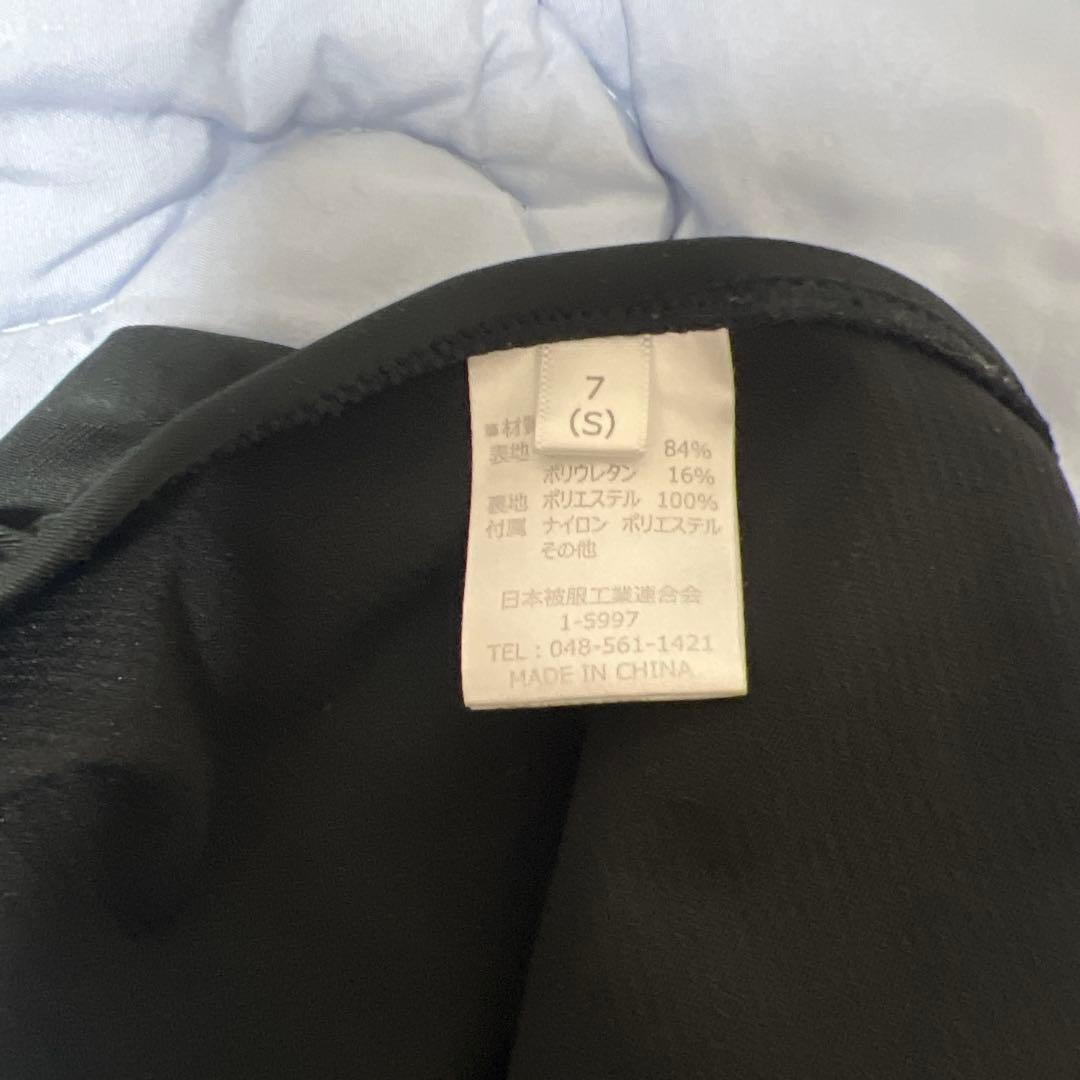 7
(S)
材質
表地 84%
ポリウレタン 16%
裏地 ポリエステル 100%
付属 ナイロン ポリエステル
その他
日本被服工業連合会
1-5997
TEL：048-561-1421
MADE IN CHINA